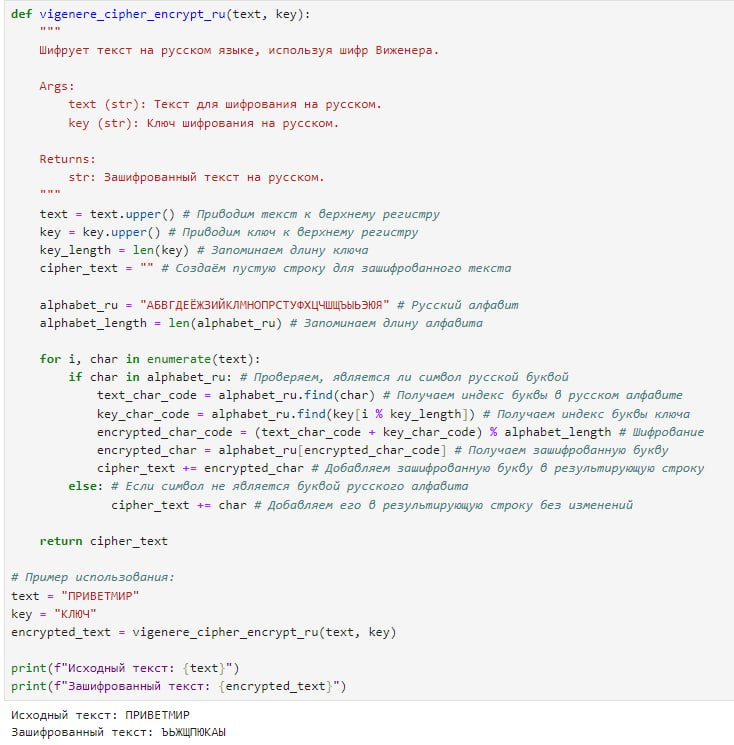 def vigenere_cipher_encrypt_ru(text, key):
    """
    Шифрует текст на русском языке, используя шифр Виженера.

    Args:
        text (str): Текст для шифрования на русском.
        key (str): Ключ шифрования на русском.

    Returns:
        str: Зашифрованный текст на русском.
    """
    text = text.upper() # Приводим текст к верхнему регистру
    key = key.upper() # Приводим ключ к верхнему регистру
    key_length = len(key) # Запоминаем длину ключа
    cipher_text = "" # Создаём пустую строку для зашифрованного текста

    alphabet_ru = "АБВГДЕЁЖЗИЙКЛМНОПРСТУФХЦЧШЩЪЫЬЭЮЯ" # Русский алфавит
    alphabet_length = len(alphabet_ru) # Запоминаем длину алфавита

    for i, char in enumerate(text):
        if char in alphabet_ru: # Проверяем, является ли символ русской буквой
            text_char_code = alphabet_ru.find(char) # Получаем индекс буквы в русском алфавите
            key_char_code = alphabet_ru.find(key[i % key_length]) # Получаем индекс буквы ключа
            encrypted_char_code = (text_char_code + key_char_code) % alphabet_length # Шифрование
            encrypted_char = alphabet_ru[encrypted_char_code] # Получаем зашифрованную букву
            cipher_text += encrypted_char # Добавляем зашифрованную букву в результирующую строку
        else: # Если символ не является буквой русского алфавита
              cipher_text += char # Добавляем его в результирующую строку без изменений

    return cipher_text

# Пример использования:
text = "ПРИВЕТМИР"
key = "КЛЮЧ"
encrypted_text = vigenere_cipher_encrypt_ru(text, key)

print(f"Исходный текст: {text}")
print(f"Зашифрованный текст: {encrypted_text}")
Исходный текст: ПРИВЕТМИР
Зашифрованный текст: ЪЬЖЩПЮКАЫ